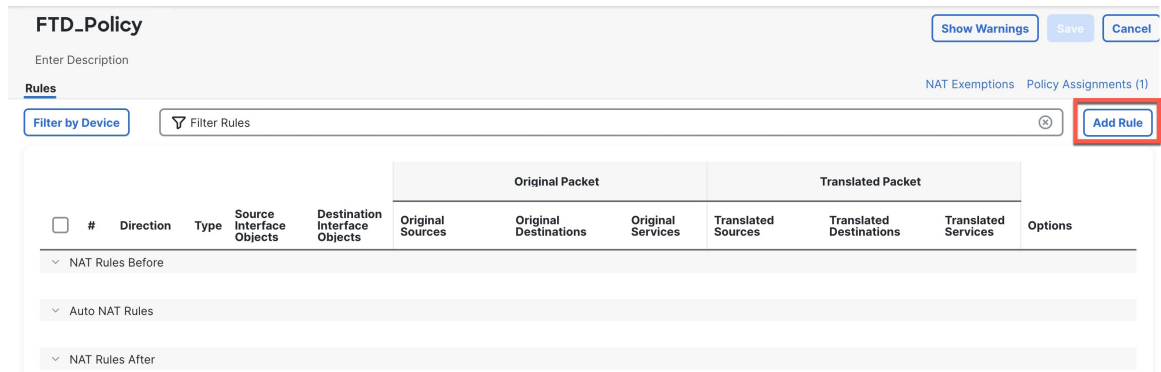 FTD_Policy
Show Warnings Save Cancel
Enter Description
Rules
NAT Exemptions Policy Assignments (1)
Filter by Device Filter Rules Add Rule
Original Packet Translated Packet
# Direction Type Source Interface Objects Destination Interface Objects Original Sources Original Destinations Original Services Translated Sources Translated Destinations Translated Services Options
NAT Rules Before
Auto NAT Rules
NAT Rules After